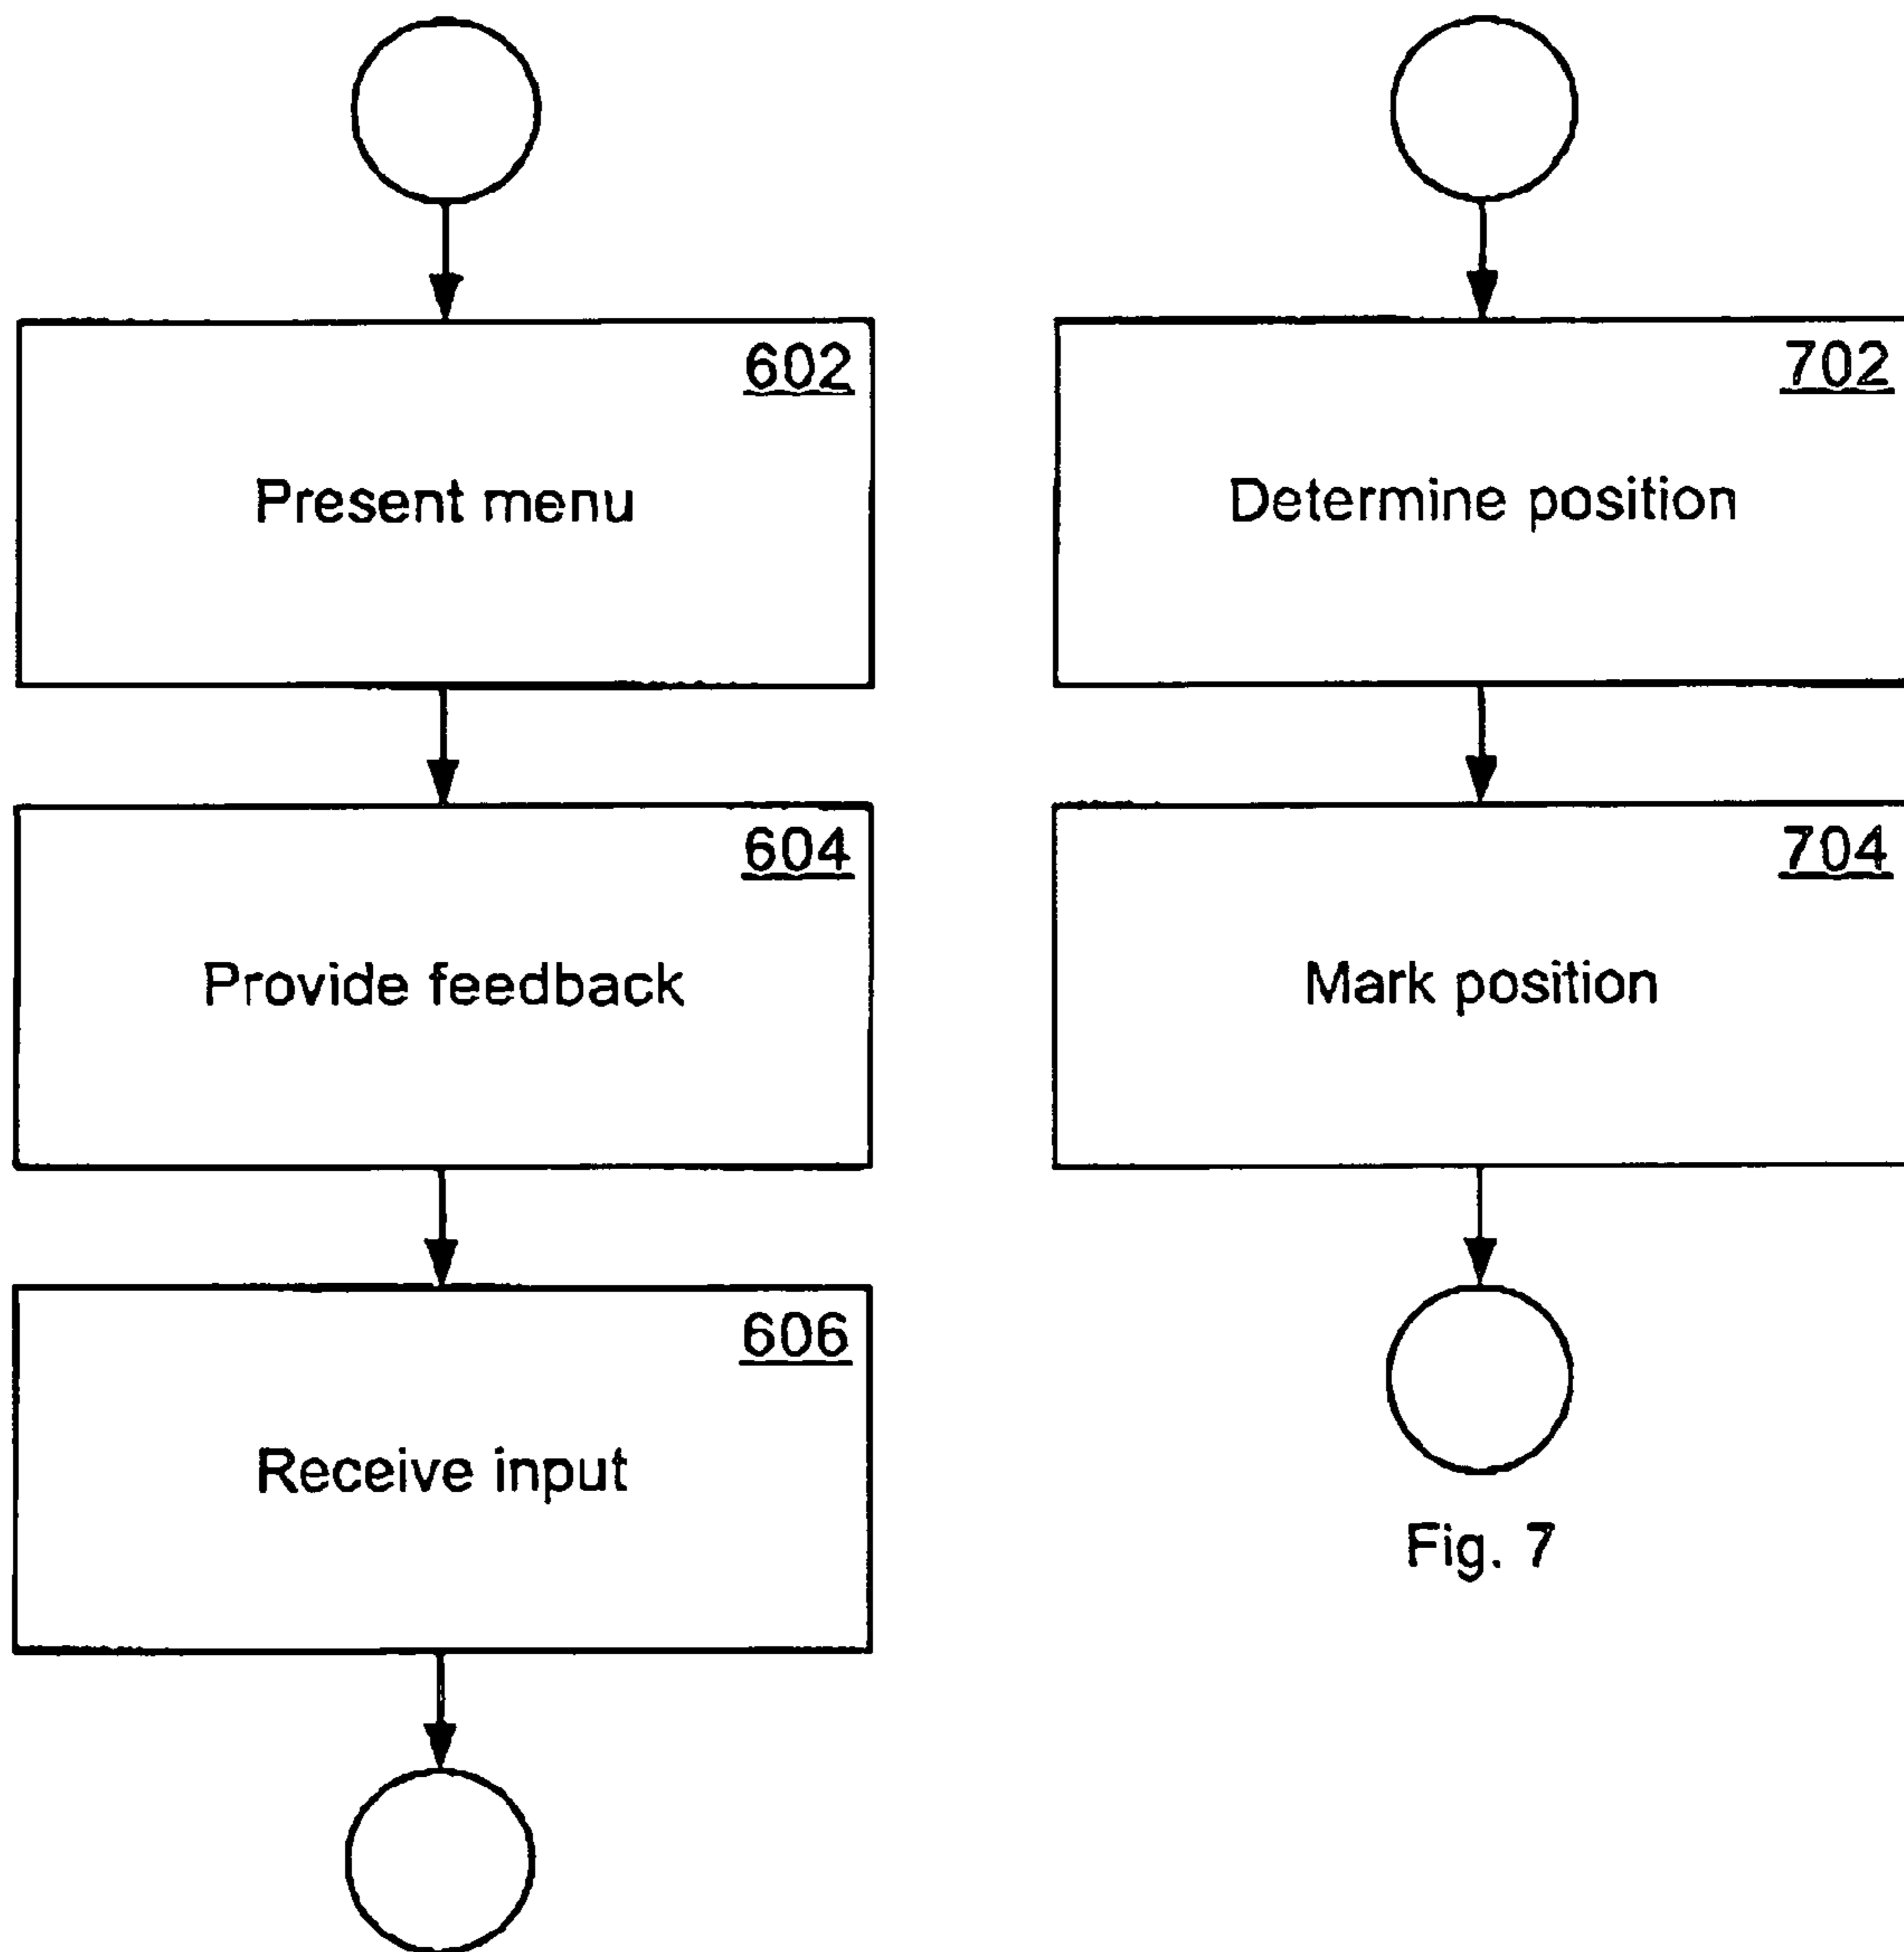 602
Present menu
604
Provide feedback
606
Receive input
702
Determine position
704
Mark position
Fig. 7